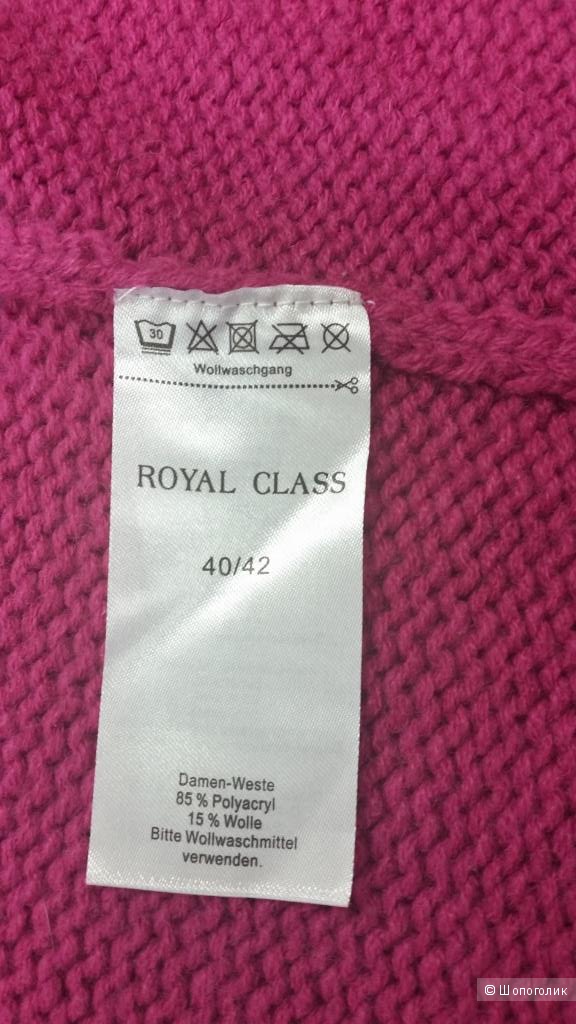 30
Wollwaschgang
ROYAL CLASS
40/42
Damen-Weste
85 % Polyacryl
15 % Wolle
Bitte Wollwaschmittel
verwenden.
© Шопоголик